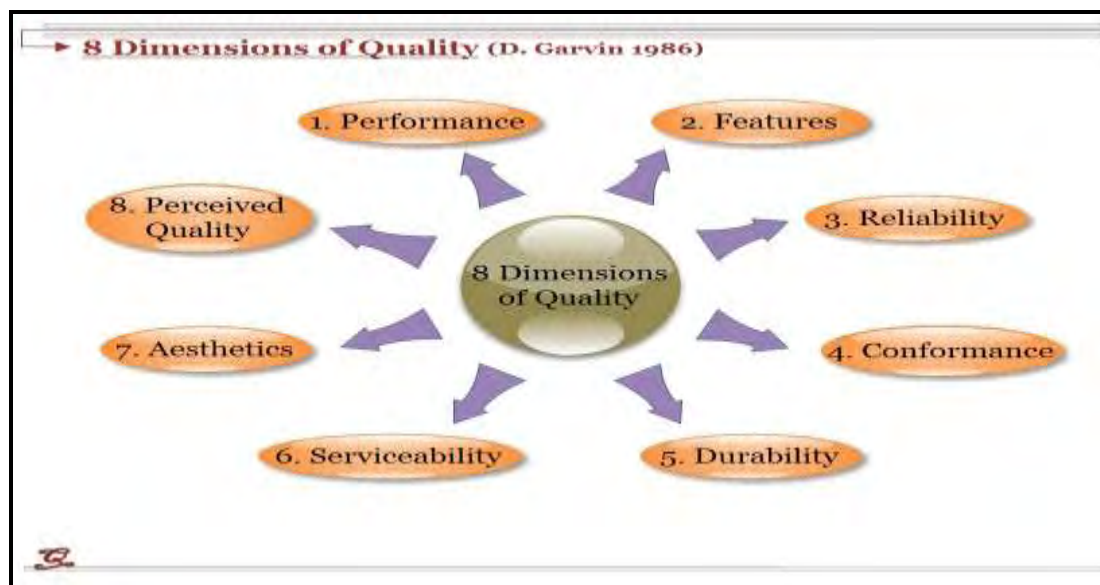 8 Dimensions of Quality (D. Garvin 1986)
1. Performance
2. Features
3. Reliability
4. Conformance
5. Durability
6. Serviceability
7. Aesthetics
8. Perceived
Quality
8 Dimensions
of Quality